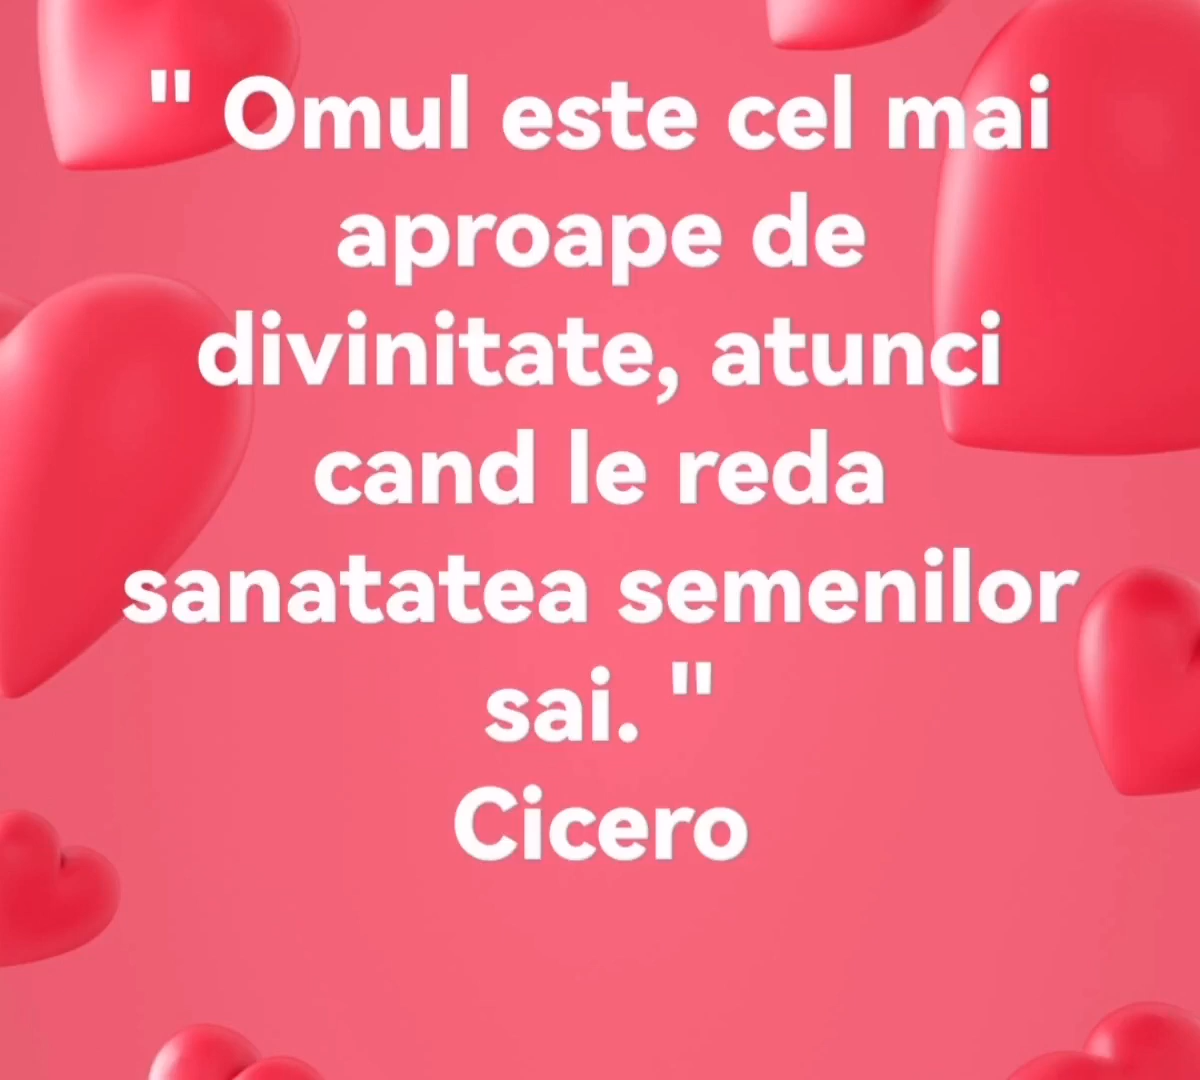 " Omul este cel mai
aproape de
divinitate, atunci
cand le reda
sanatatea semenilor
sai. "
Cicero